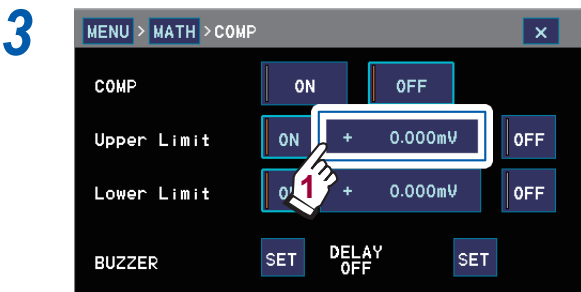 3
MENU > MATH > COMP ×
COMP ON OFF
Upper Limit ON + 0.000mV OFF
1
Lower Limit + 0.000mV OFF
BUZZER SET DELAY OFF SET